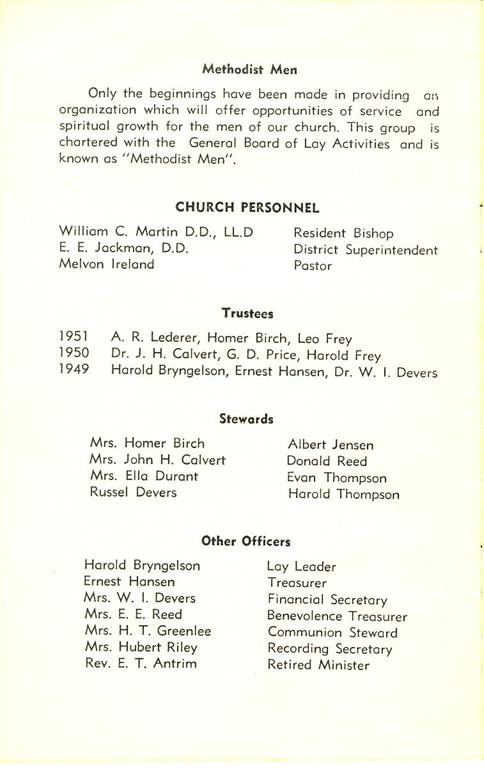 Methodist Men
Only the beginnings have been made in providing an
organization which will offer opportunities of service and
spiritual growth for the men of our church. This group is
chartered with the General Board of Lay Activities and is
known as "Methodist Men".
CHURCH PERSONNEL
William C. Martin D.D., LL.D Resident Bishop
E. E. Jackman, D.D. District Superintendent
Melvon Ireland Pastor
Trustees
1951 A. R. Lederer, Homer Birch, Leo Frey
1950 Dr. J. H. Calvert, G. D. Price, Harold Frey
1949 Harold Bryngelson, Ernest Hansen, Dr. W. I. Devers
Stewards
Mrs. Homer Birch Albert Jensen
Mrs. John H. Calvert Donald Reed
Mrs. Ella Durant Evan Thompson
Russel Devers Harold Thompson
Other Officers
Harold Bryngelson Lay Leader
Ernest Hansen Treasurer
Mrs. W. I. Devers Financial Secretary
Mrs. E. E. Reed Benevolence Treasurer
Mrs. H. T. Greenlee Communion Steward
Mrs. Hubert Riley Recording Secretary
Rev. E. T. Antrim Retired Minister